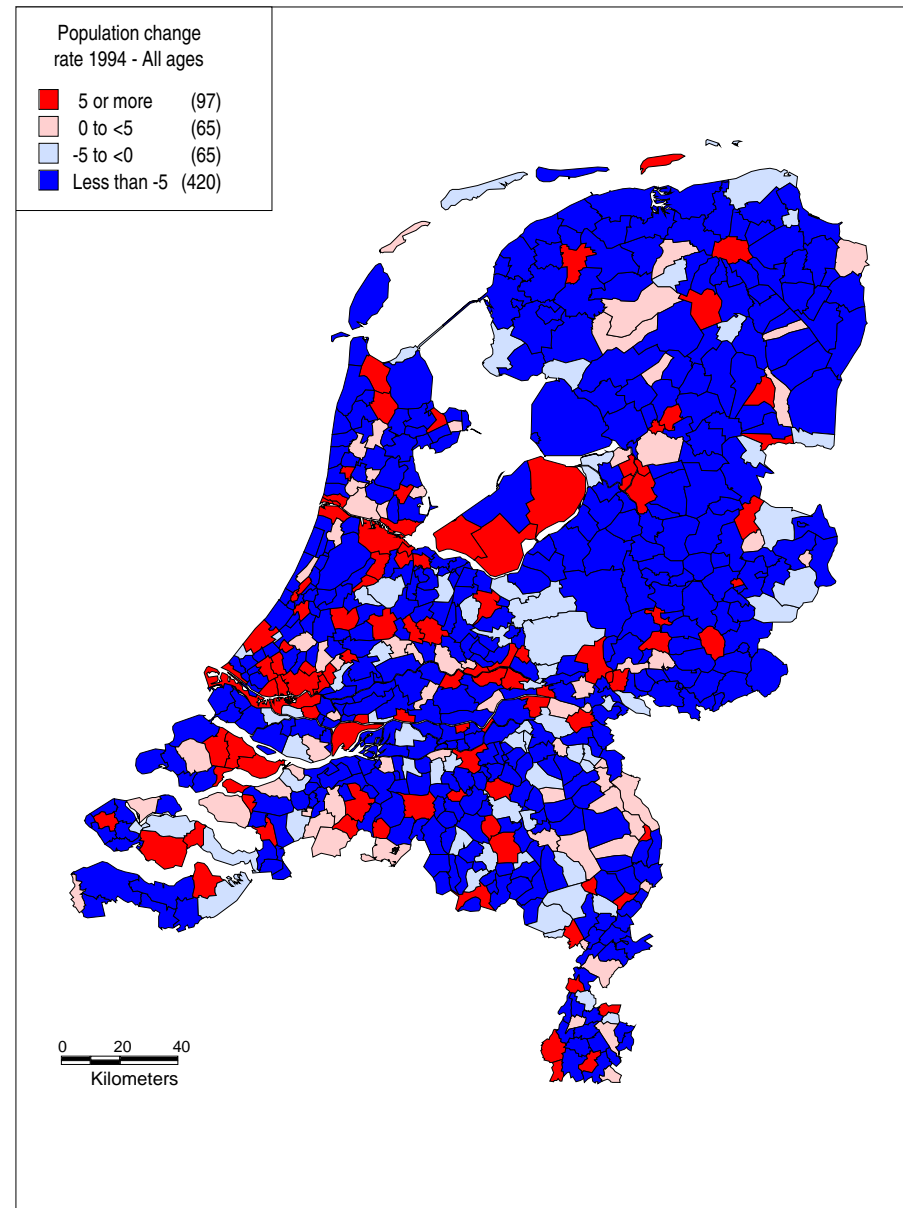 Population change
rate 1994 - All ages
5 or more (97)
0 to <5 (65)
-5 to <0 (65)
Less than -5 (420)
0 20 40
Kilometers